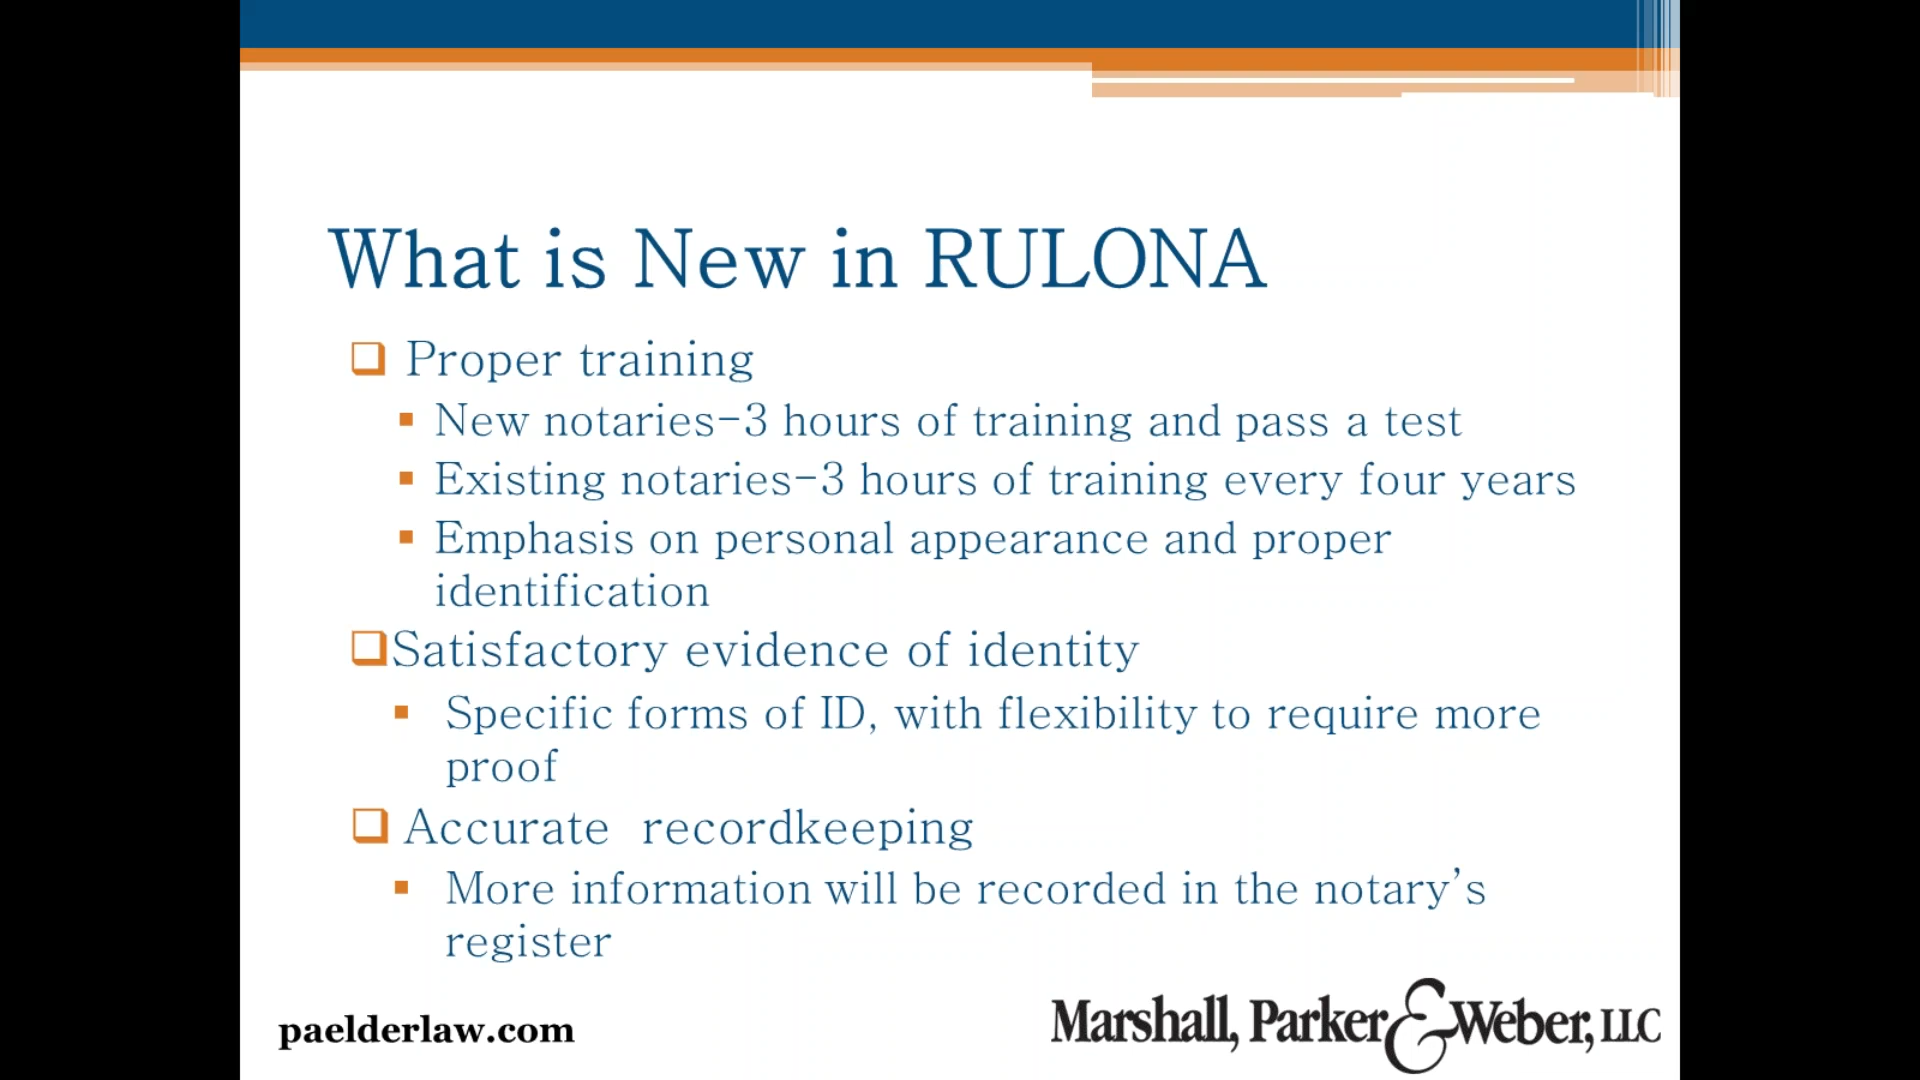 What is New in RULONA
Proper training
New notaries-3 hours of training and pass a test
Existing notaries-3 hours of training every four years
Emphasis on personal appearance and proper
identification
Satisfactory evidence of identity
Specific forms of ID, with flexibility to require more
proof
Accurate recordkeeping
More information will be recorded in the notary's
register
paelderlaw.com
Marshall, Parker & Weber, LLC